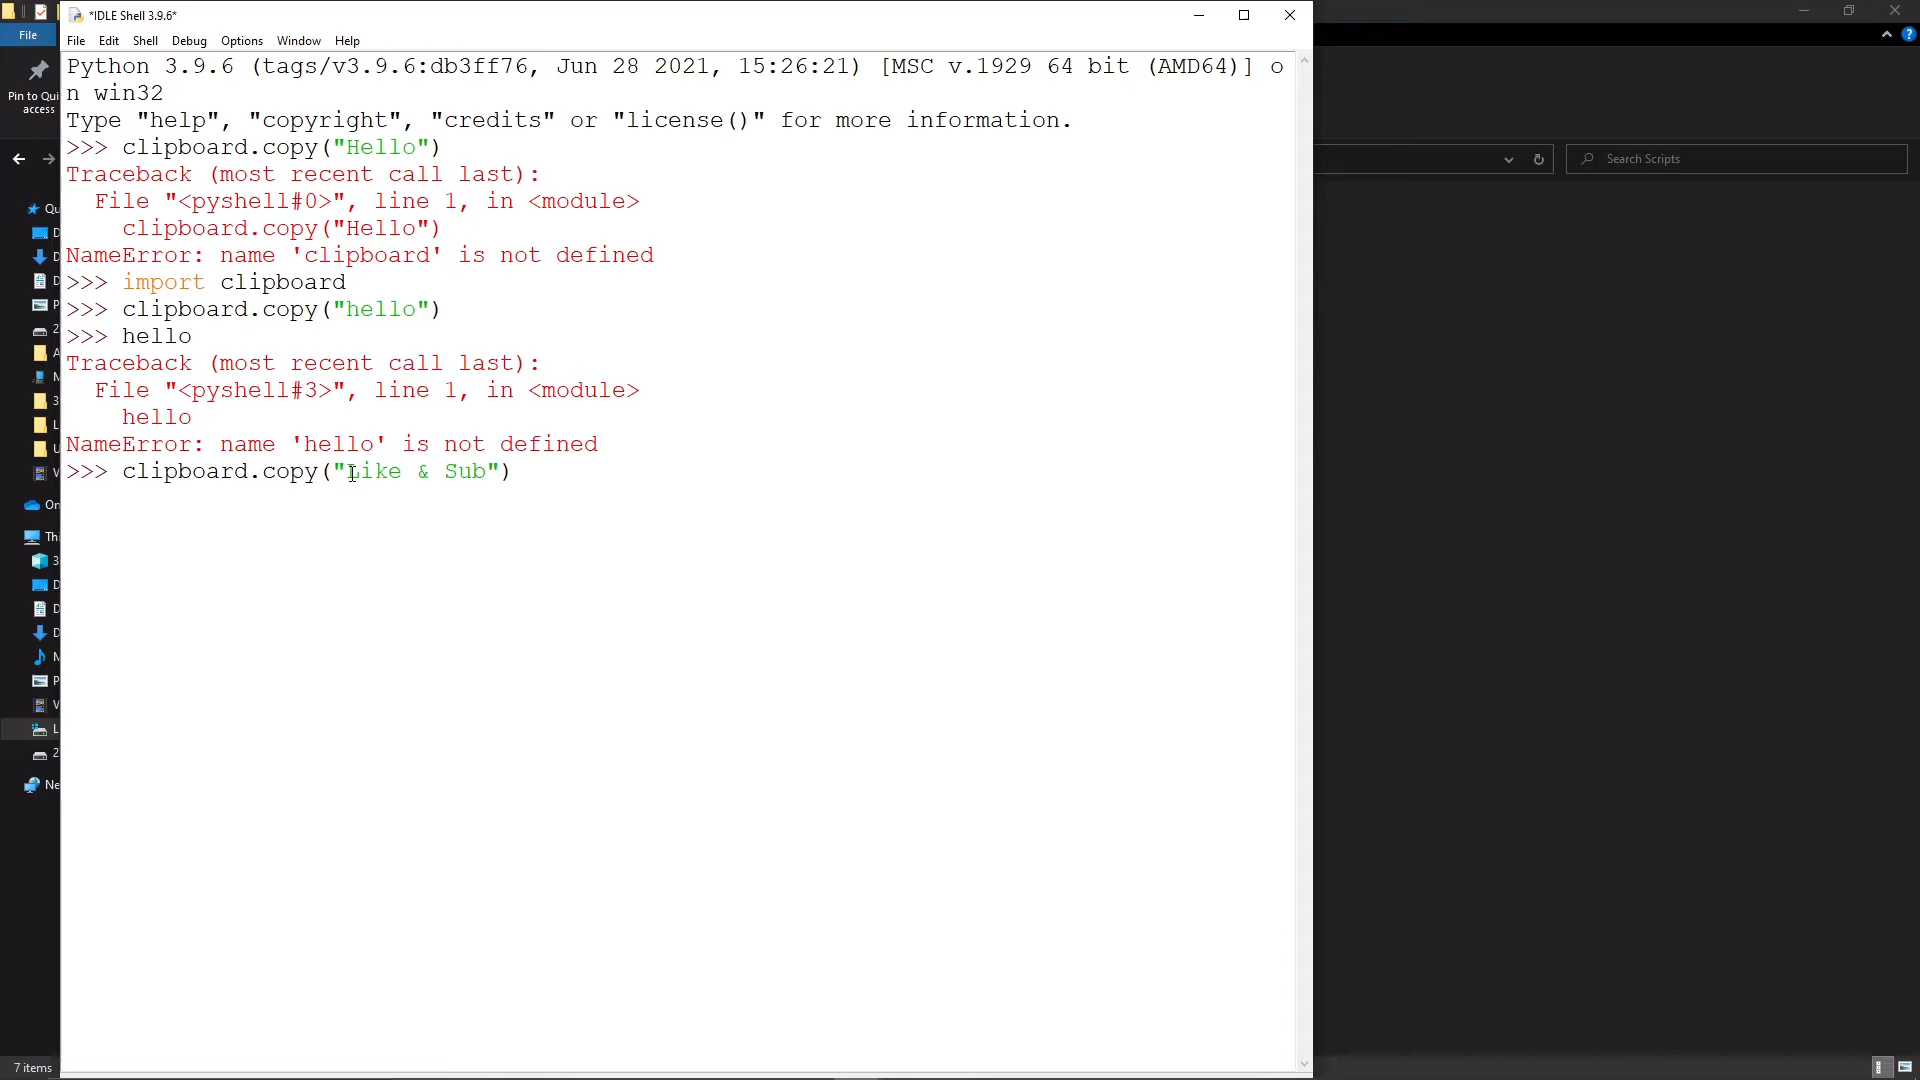 *IDLE Shell 3.9.6*
File Edit Shell Debug Options Window Help
File
Pin to Qui
access
Search Scripts
Python 3.9.6 (tags/v3.9.6:db3ff76, Jun 28 2021, 15:26:21) [MSC v.1929 64 bit (AMD64)] o
n win32
Type "help", "copyright", "credits" or "license()" for more information.
>>> clipboard.copy("Hello")
Traceback (most recent call last):
  File "<pyshell#0>", line 1, in <module>
    clipboard.copy("Hello")
NameError: name 'clipboard' is not defined
>>> import clipboard
>>> clipboard.copy("hello")
>>> hello
Traceback (most recent call last):
  File "<pyshell#3>", line 1, in <module>
    hello
NameError: name 'hello' is not defined
>>> clipboard.copy("Like & Sub")
Qu
On
Thi
Ne
7 items